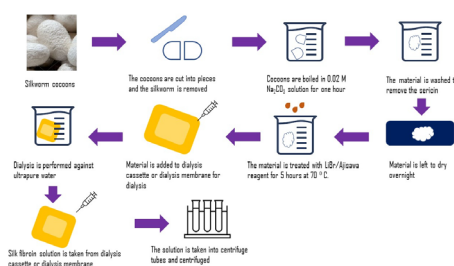 Silkworm cocoons
The cocoons are cut into pieces
and the silkworm is removed
Cocoons are boiled in 0.02 M
Na₂CO₃ solution for one hour
The material is washed t
remove the sericin
Material is left to dry
overnight
The material is treated with LiBr/Ajisawa
reagent for 5 hours at 70 ° C.
Material is added to dialysis
cassette or dialysis membrane for
dialysis
Dialysis is performed against
ultrapure water
Silk fibroin solution is taken from dialysis
cassette or dialysis membrane
The solution is taken into centrifuge
tubes and centrifuged